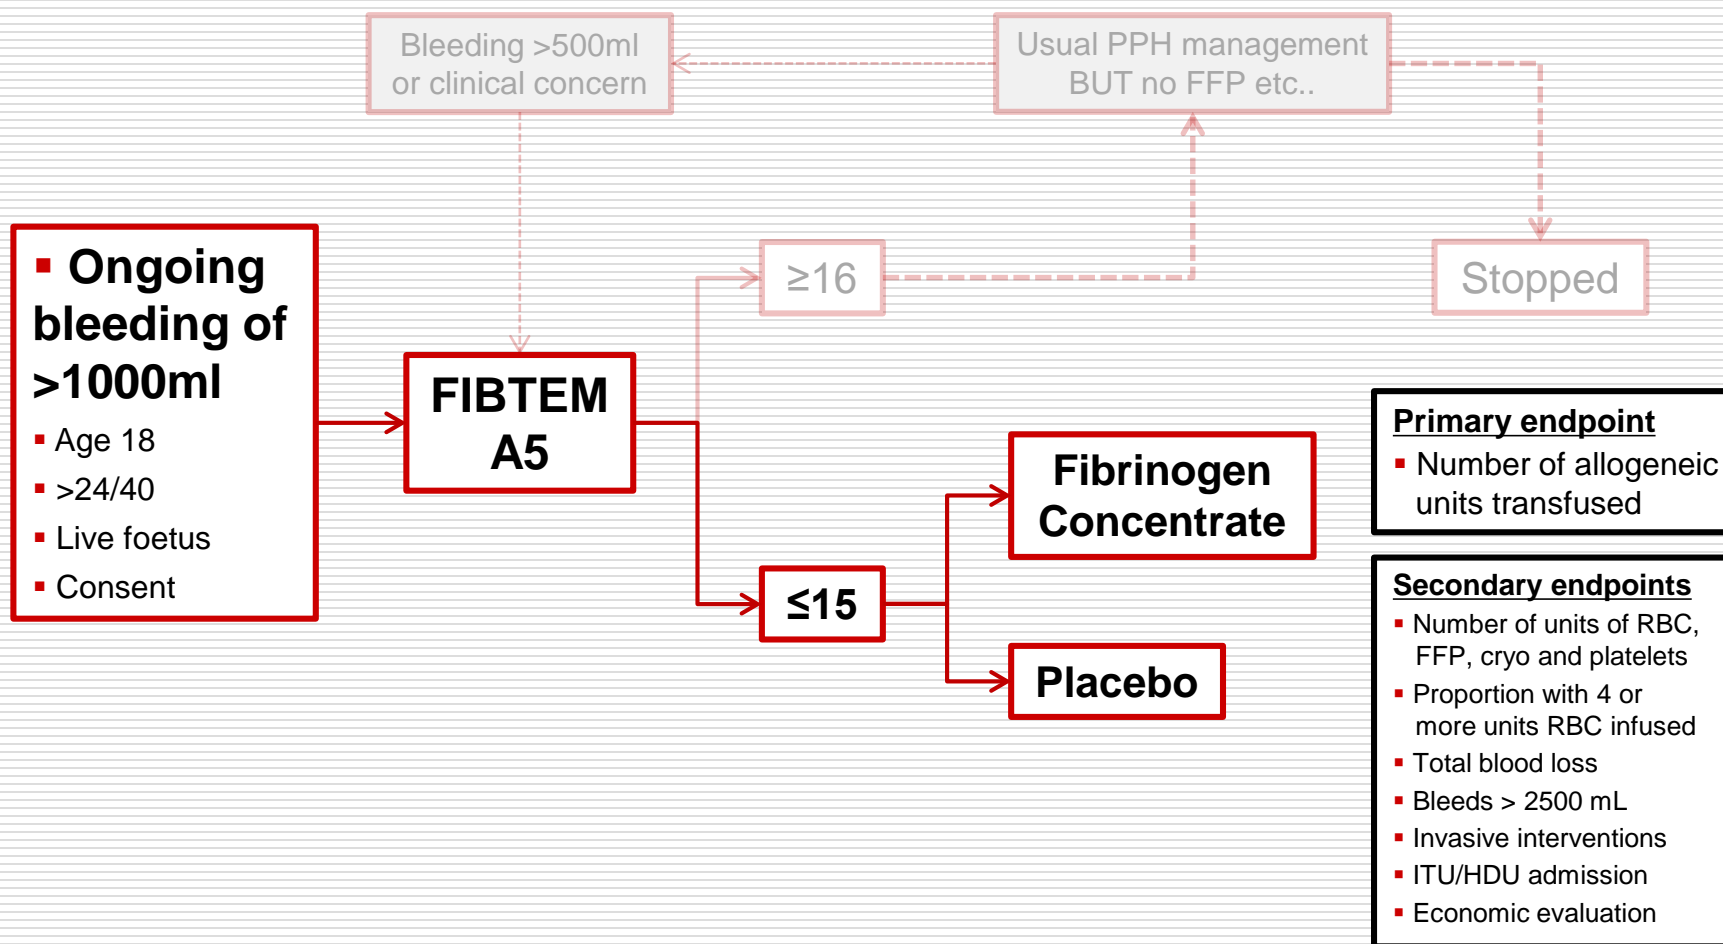 Bleeding >500ml
or clinical concern
Usual PPH management
BUT no FFP etc..
▪ Ongoing
bleeding of
>1000ml
▪ Age 18
▪ >24/40
▪ Live foetus
▪ Consent
FIBTEM
A5
≥16
Stopped
≤15
Fibrinogen
Concentrate
Placebo
Primary endpoint
▪ Number of allogeneic
units transfused
Secondary endpoints
▪ Number of units of RBC,
FFP, cryo and platelets
▪ Proportion with 4 or
more units RBC infused
▪ Total blood loss
▪ Bleeds > 2500 mL
▪ Invasive interventions
▪ ITU/HDU admission
▪ Economic evaluation